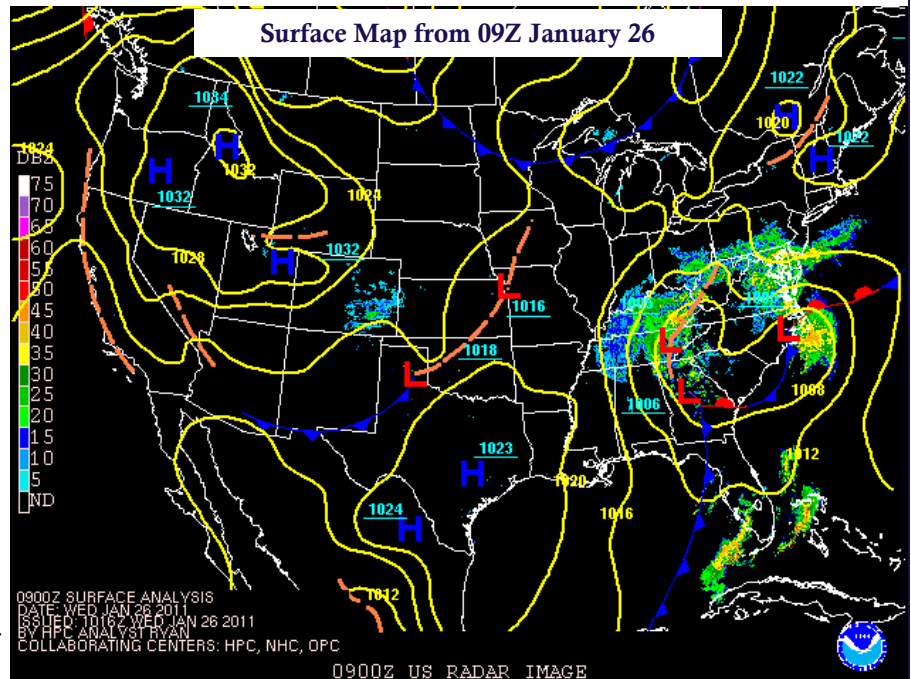 Surface Map from 09Z January 26
1022
1034
H
1020
H
1022
1024
DBZ
H
H
1032
75
70
65
60
55
50
45
40
35
30
25
20
15
10
5
ND
1032
1024
1028
H
1032
L
1016
L
L
1018
L
1008
L
1006
1023
1012
H
1020
1024
H
1016
1012
0900Z SURFACE ANALYSIS
DATE: WED JAN 26 2011
ISSUED: 1016Z WED JAN 26 2011
BY HPC ANALYST RYAN
COLLABORATING CENTERS: HPC, NHC, OPC
0900Z US RADAR IMAGE